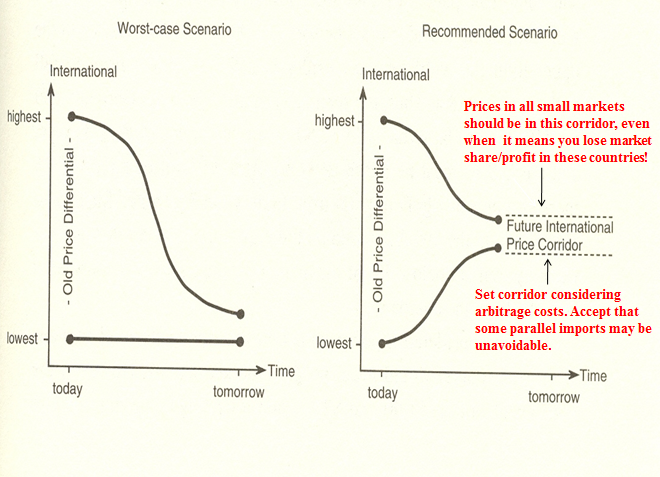 Worst-case Scenario
International
highest
- Old Price Differential -
lowest
Time
today
tomorrow
Recommended Scenario
International
highest
Prices in all small markets
should be in this corridor, even
when it means you lose market
share/profit in these countries!
- Old Price Differential -
Future International
Price Corridor
Set corridor considering
arbitrage costs. Accept that
some parallel imports may be
unavoidable.
lowest
Time
today
tomorrow